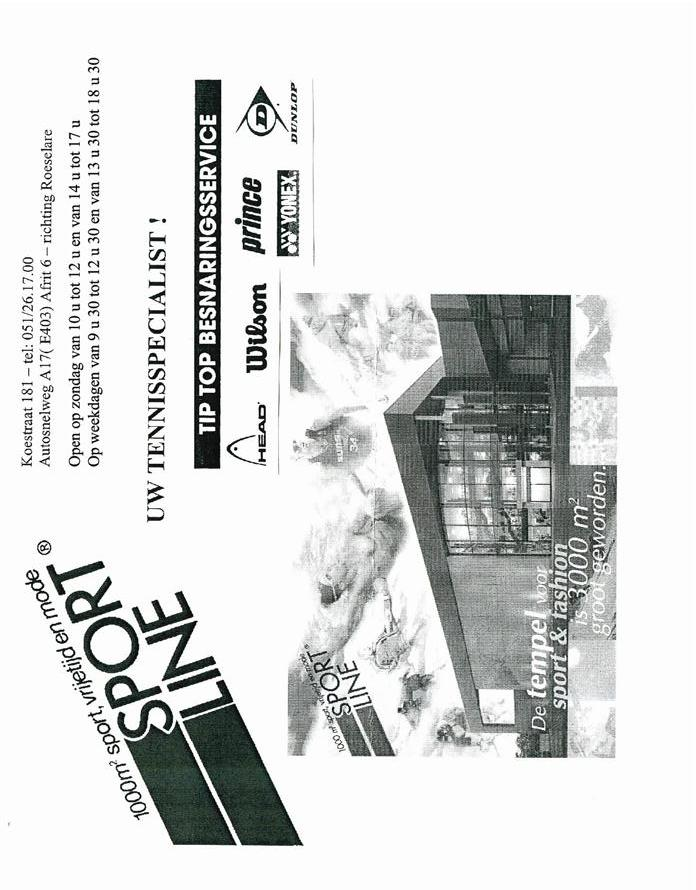 1000m² sport, vrije tijd en mode ®
SPORT
LINE
Koestraat 181 – tel: 051/26.17.00
Autosnelweg A17( E403) Afrit 6 – richting Roeselare
Open op zondag van 10 u tot 12 u en van 14 u tot 17 u
Op weekdagen van 9 u 30 tot 12 u 30 en van 13 u 30 tot 18 u 30
UW TENNISSPECIALIST !
TIP TOP BESNARINGSSERVICE
HEAD
Wilson
prince
YONEX
DUNLOP
SPORT
LINE
De tempel voor
sport & fashion
is 3000 m²
groot geworden...